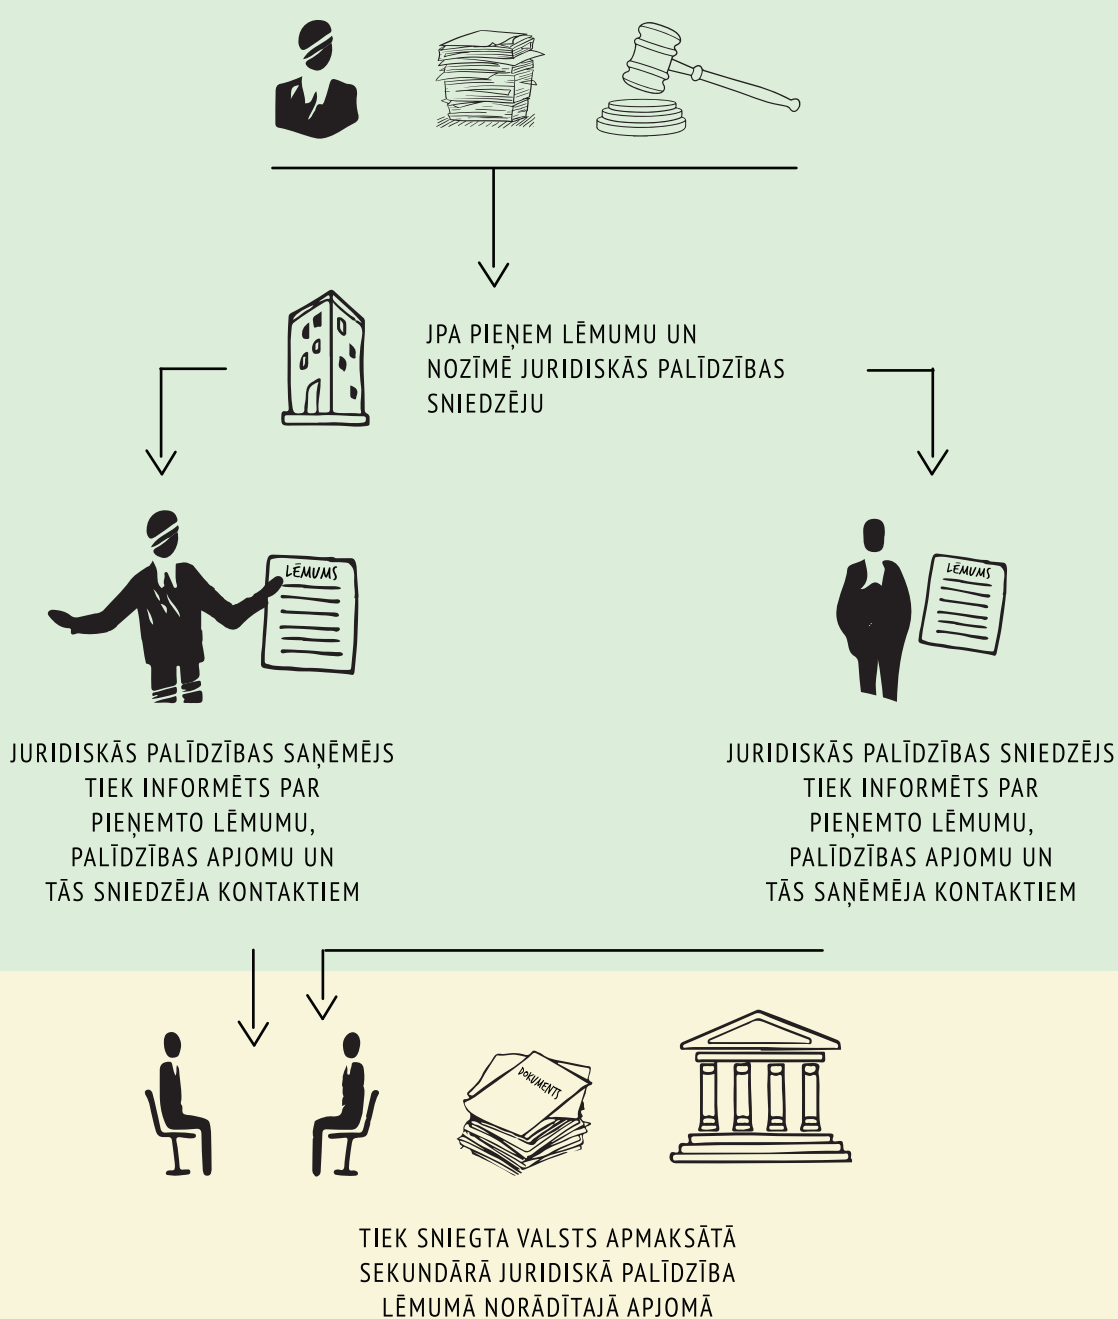 JPA PIEŅEM LĒMUMU UN
NOZĪMĒ JURIDISKĀS PALĪDZĪBAS
SNIEDZĒJU
LĒMUMS
LĒMUMS
JURIDISKĀS PALĪDZĪBAS SAŅĒMĒJS
TIEK INFORMĒTS PAR
PIEŅEMTO LĒMUMU,
PALĪDZĪBAS APJOMU UN
TĀS SNIEDZĒJA KONTAKTIEM
JURIDISKĀS PALĪDZĪBAS SNIEDZĒJS
TIEK INFORMĒTS PAR
PIEŅEMTO LĒMUMU,
PALĪDZĪBAS APJOMU UN
TĀS SAŅĒMĒJA KONTAKTIEM
DOKUMENTS
TIEK SNIEGTA VALSTS APMAKSĀTĀ
SEKUNDĀRĀ JURIDISKĀ PALĪDZĪBA
LĒMUMĀ NORĀDĪTAJĀ APJOMĀ